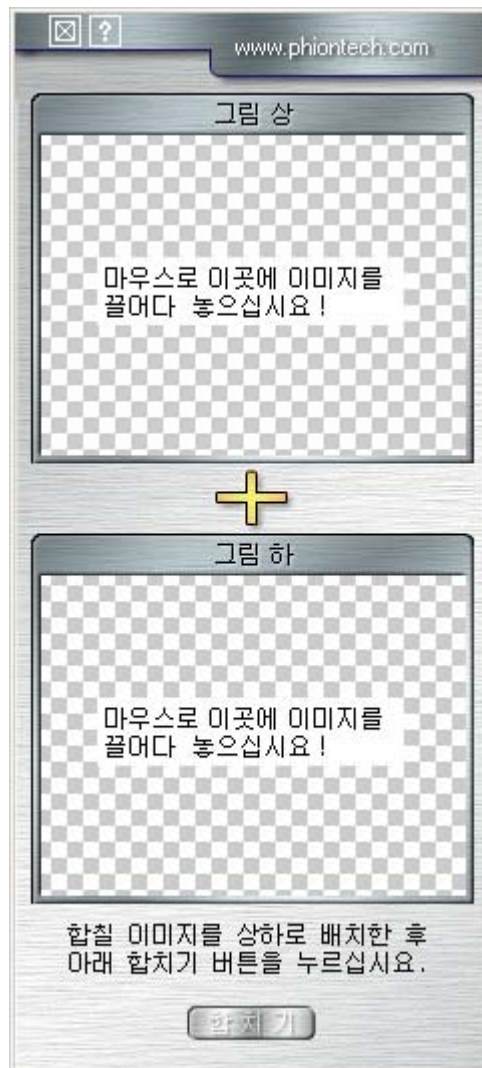 www.phiontech.com
그림 상
마우스로 이곳에 이미지를
끌어다 놓으십시요!
그림 하
마우스로 이곳에 이미지를
끌어다 놓으십시요!
합칠 이미지를 상하로 배치한 후
아래 합치기 버튼을 누르십시요.
합 치 기